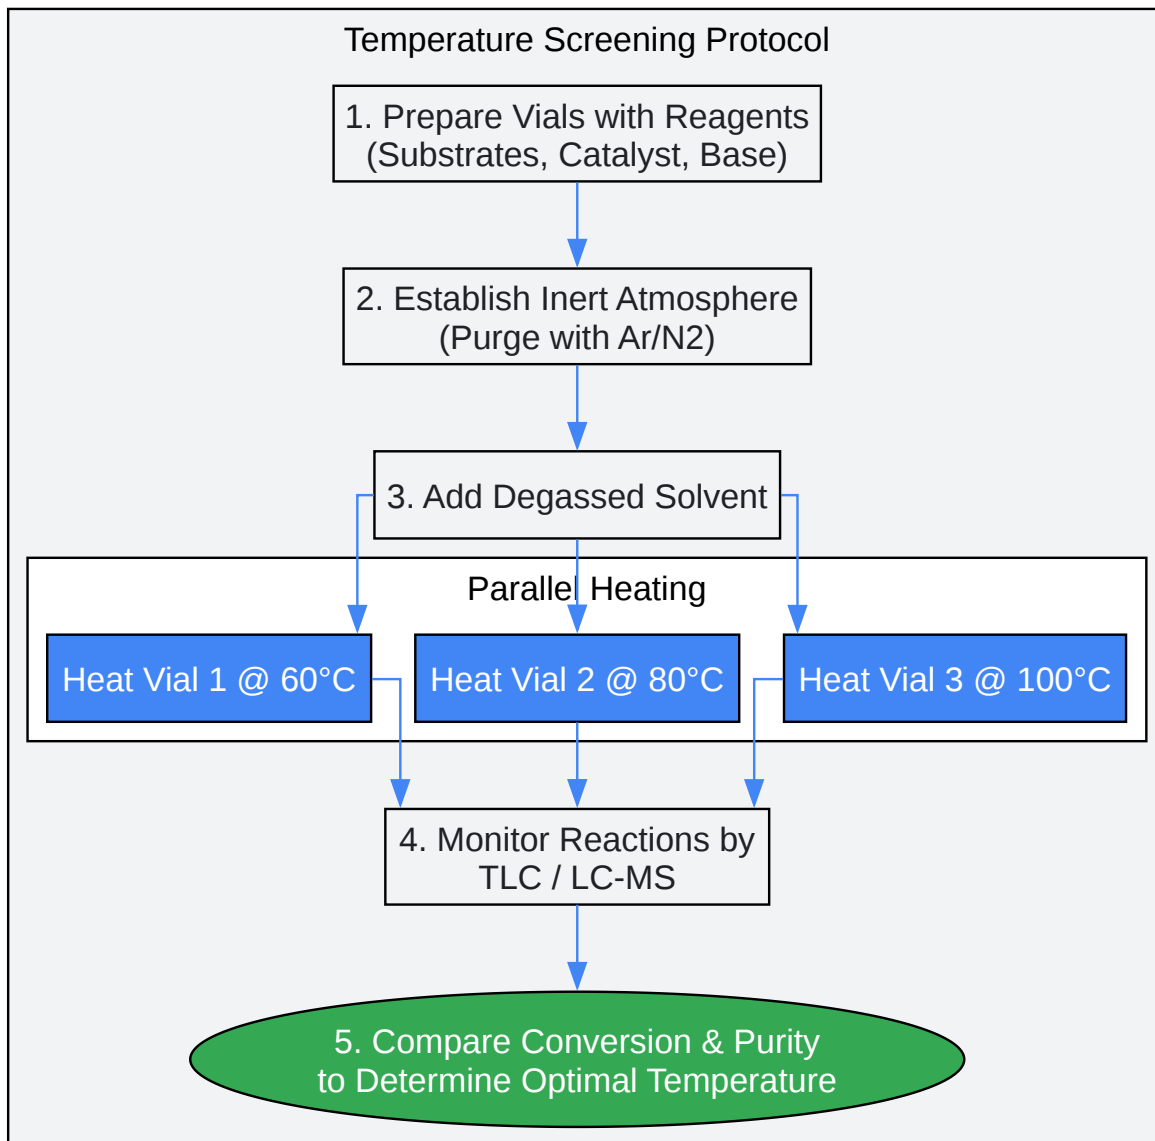 Temperature Screening Protocol
1. Prepare Vials with Reagents
(Substrates, Catalyst, Base)
2. Establish Inert Atmosphere
(Purge with Ar/N2)
3. Add Degassed Solvent
Parallel Heating
Heat Vial 1 @ 60°C
Heat Vial 2 @ 80°C
Heat Vial 3 @ 100°C
4. Monitor Reactions by
TLC / LC-MS
5. Compare Conversion & Purity
to Determine Optimal Temperature